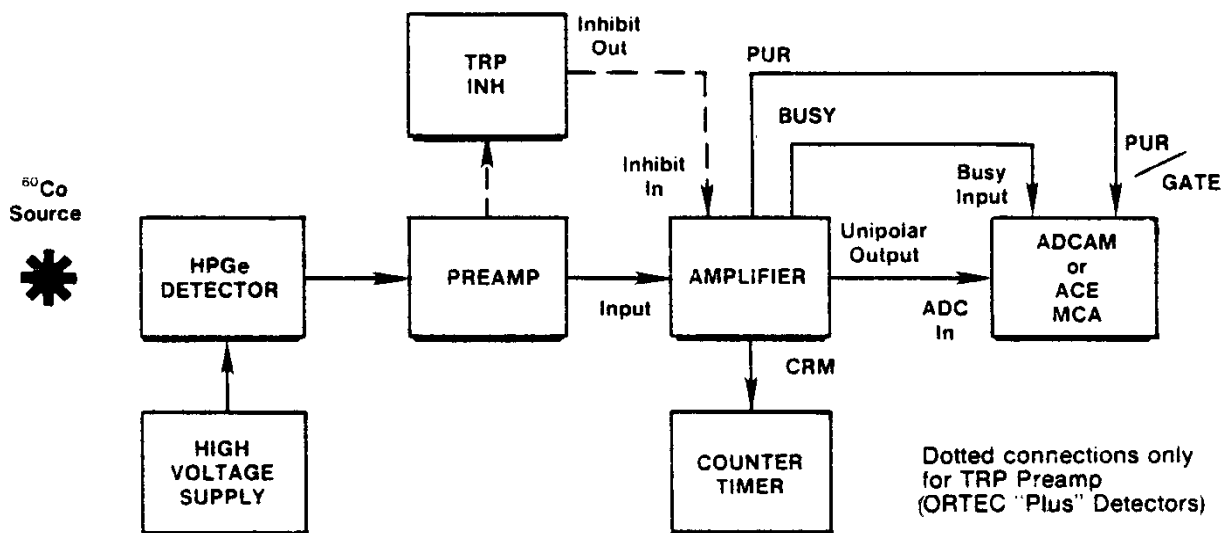 Inhibit
Out
TRP
INH
PUR
BUSY
Inhibit
In
Busy
Input
PUR
GATE
60Co
Source
HPGe
DETECTOR
PREAMP
Input
AMPLIFIER
Unipolar
Output
ADC
In
ADCAM
or
ACE
MCA
CRM
HIGH
VOLTAGE
SUPPLY
COUNTER
TIMER
Dotted connections only
for TRP Preamp
(ORTEC "Plus" Detectors)